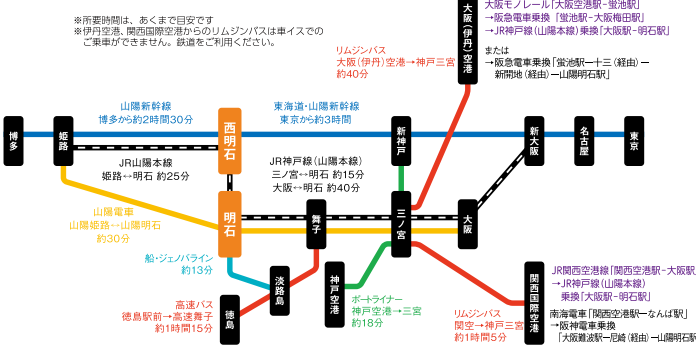 ※所要時間は、あくまで目安です
※伊丹空港、関西国際空港からのリムジンバスは車イスでの
ご乗車ができません。鉄道をご利用ください。
大阪(伊丹)空港
大阪モノレール「大阪空港駅-蛍池駅」
→阪急電車乗換 「蛍池駅-大阪梅田駅」
→JR神戸線(山陽本線)乗換「大阪駅-明石駅」
または
→阪急電車乗換「蛍池駅ー十三(経由)ー
新開地(経由)ー山陽明石駅」
リムジンバス
大阪(伊丹)空港→神戸三宮
約40分
山陽新幹線
博多から約2時間30分
東海道・山陽新幹線
東京から約3時間
博多
姫路
西明石
新神戸
新大阪
名古屋
東京
JR山陽本線
姫路↔明石 約25分
JR神戸線(山陽本線)
三ノ宮↔明石 約15分
大阪↔明石 約40分
山陽電車
山陽姫路↔山陽明石
約30分
明石
舞子
三ノ宮
大阪
船・ジェノバライン
約13分
淡路島
徳島
高速バス
徳島駅前→高速舞子
約1時間15分
神戸空港
ポートライナー
神戸空港→三宮
約18分
リムジンバス
関空→神戸三宮
約1時間5分
関西国際空港
JR関西空港線「関西空港駅-大阪駅
→JR神戸線(山陽本線)
乗換「大阪駅-明石駅」
南海電車「関西空港駅ーなんば駅」
→阪神電車乗換
「大阪難波駅ー尼崎(経由)ー山陽明石駅